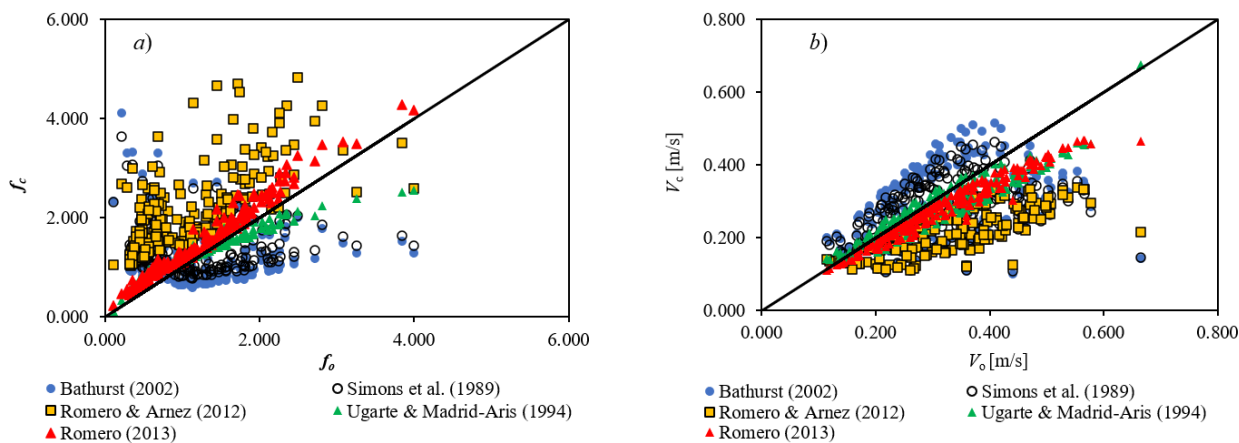 6.000
4.000
2.000
0.000
a)
f_c
0.000 2.000 4.000 6.000
f_o
Bathurst (2002) Simons et al. (1989)
Romero & Arnez (2012) Ugarte & Madrid-Aris (1994)
Romero (2013)
0.800
0.600
0.400
0.200
0.000
b)
V_c [m/s]
0.000 0.200 0.400 0.600 0.800
V_o [m/s]
Bathurst (2002) Simons et al. (1989)
Romero & Arnez (2012) Ugarte & Madrid-Aris (1994)
Romero (2013)